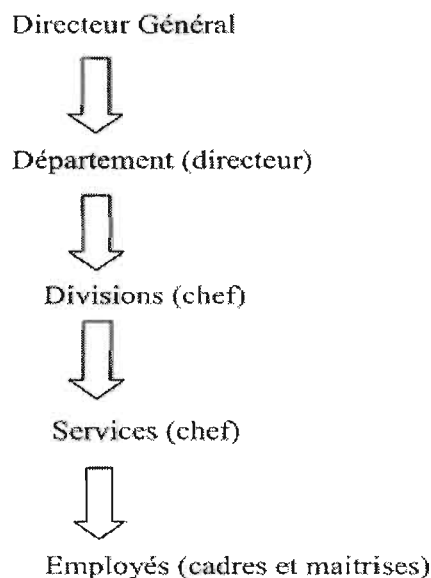 Directeur Général
Département (directeur)
Divisions (chef)
Services (chef)
Employés (cadres et maitrises)